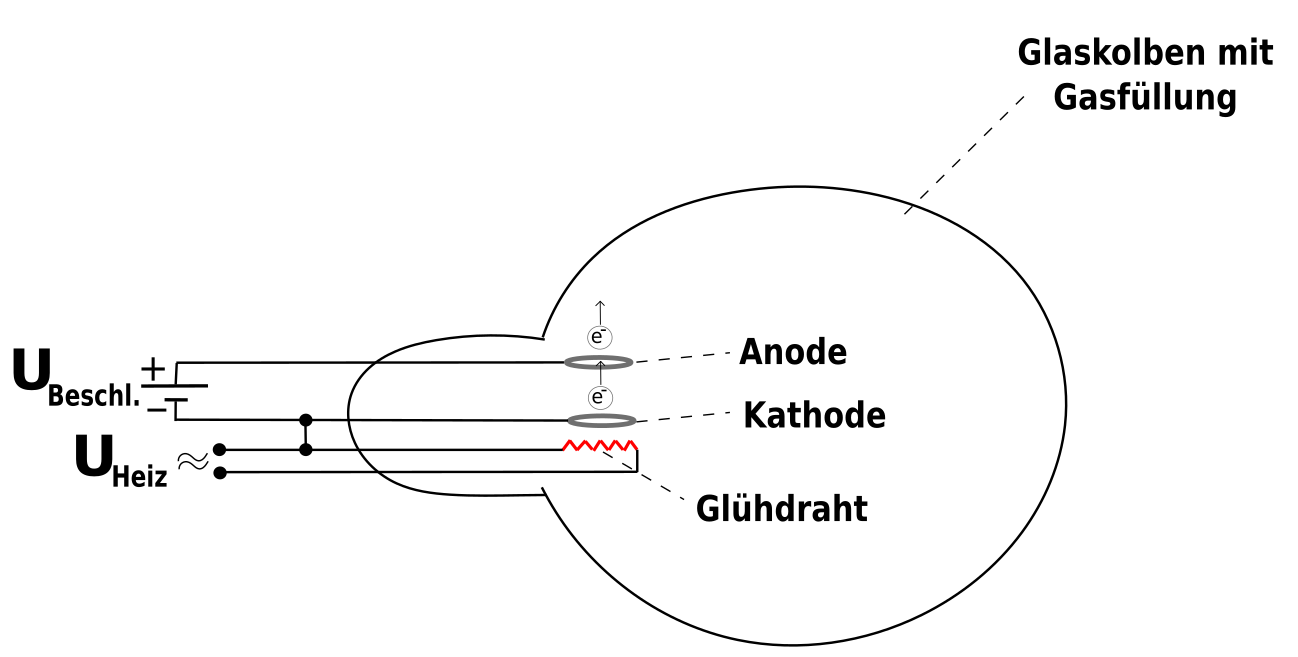 Glaskolben mit
Gasfüllung
e-
Anode
U Beschl.
+
−
e-
Kathode
U Heiz
Glühdraht